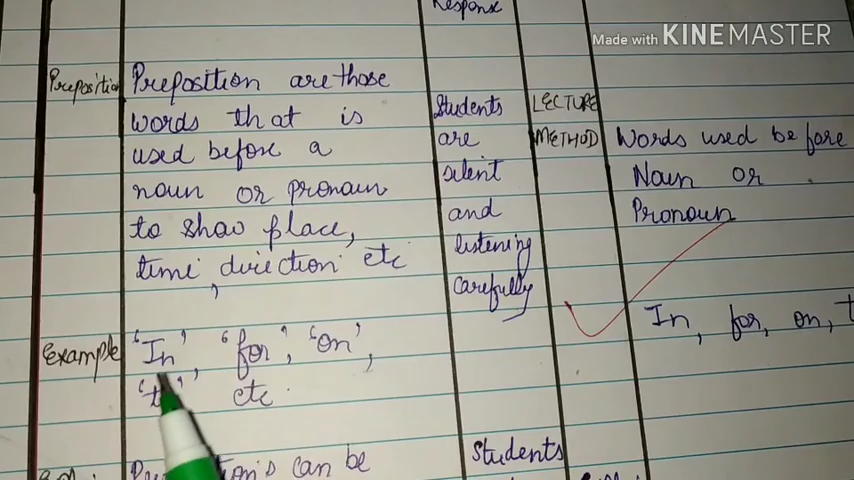 Response
Made with KINEMASTER
Preposition
Preposition are those
words that is
used before a
noun or pronoun
to show place,
time, direction etc
Students
are
silent
and
listening
carefully
LECTURE
METHOD
Words used before
Noun or
Pronoun
Example
'In', 'for', 'on',
etc
In, for, on,
can be
Students